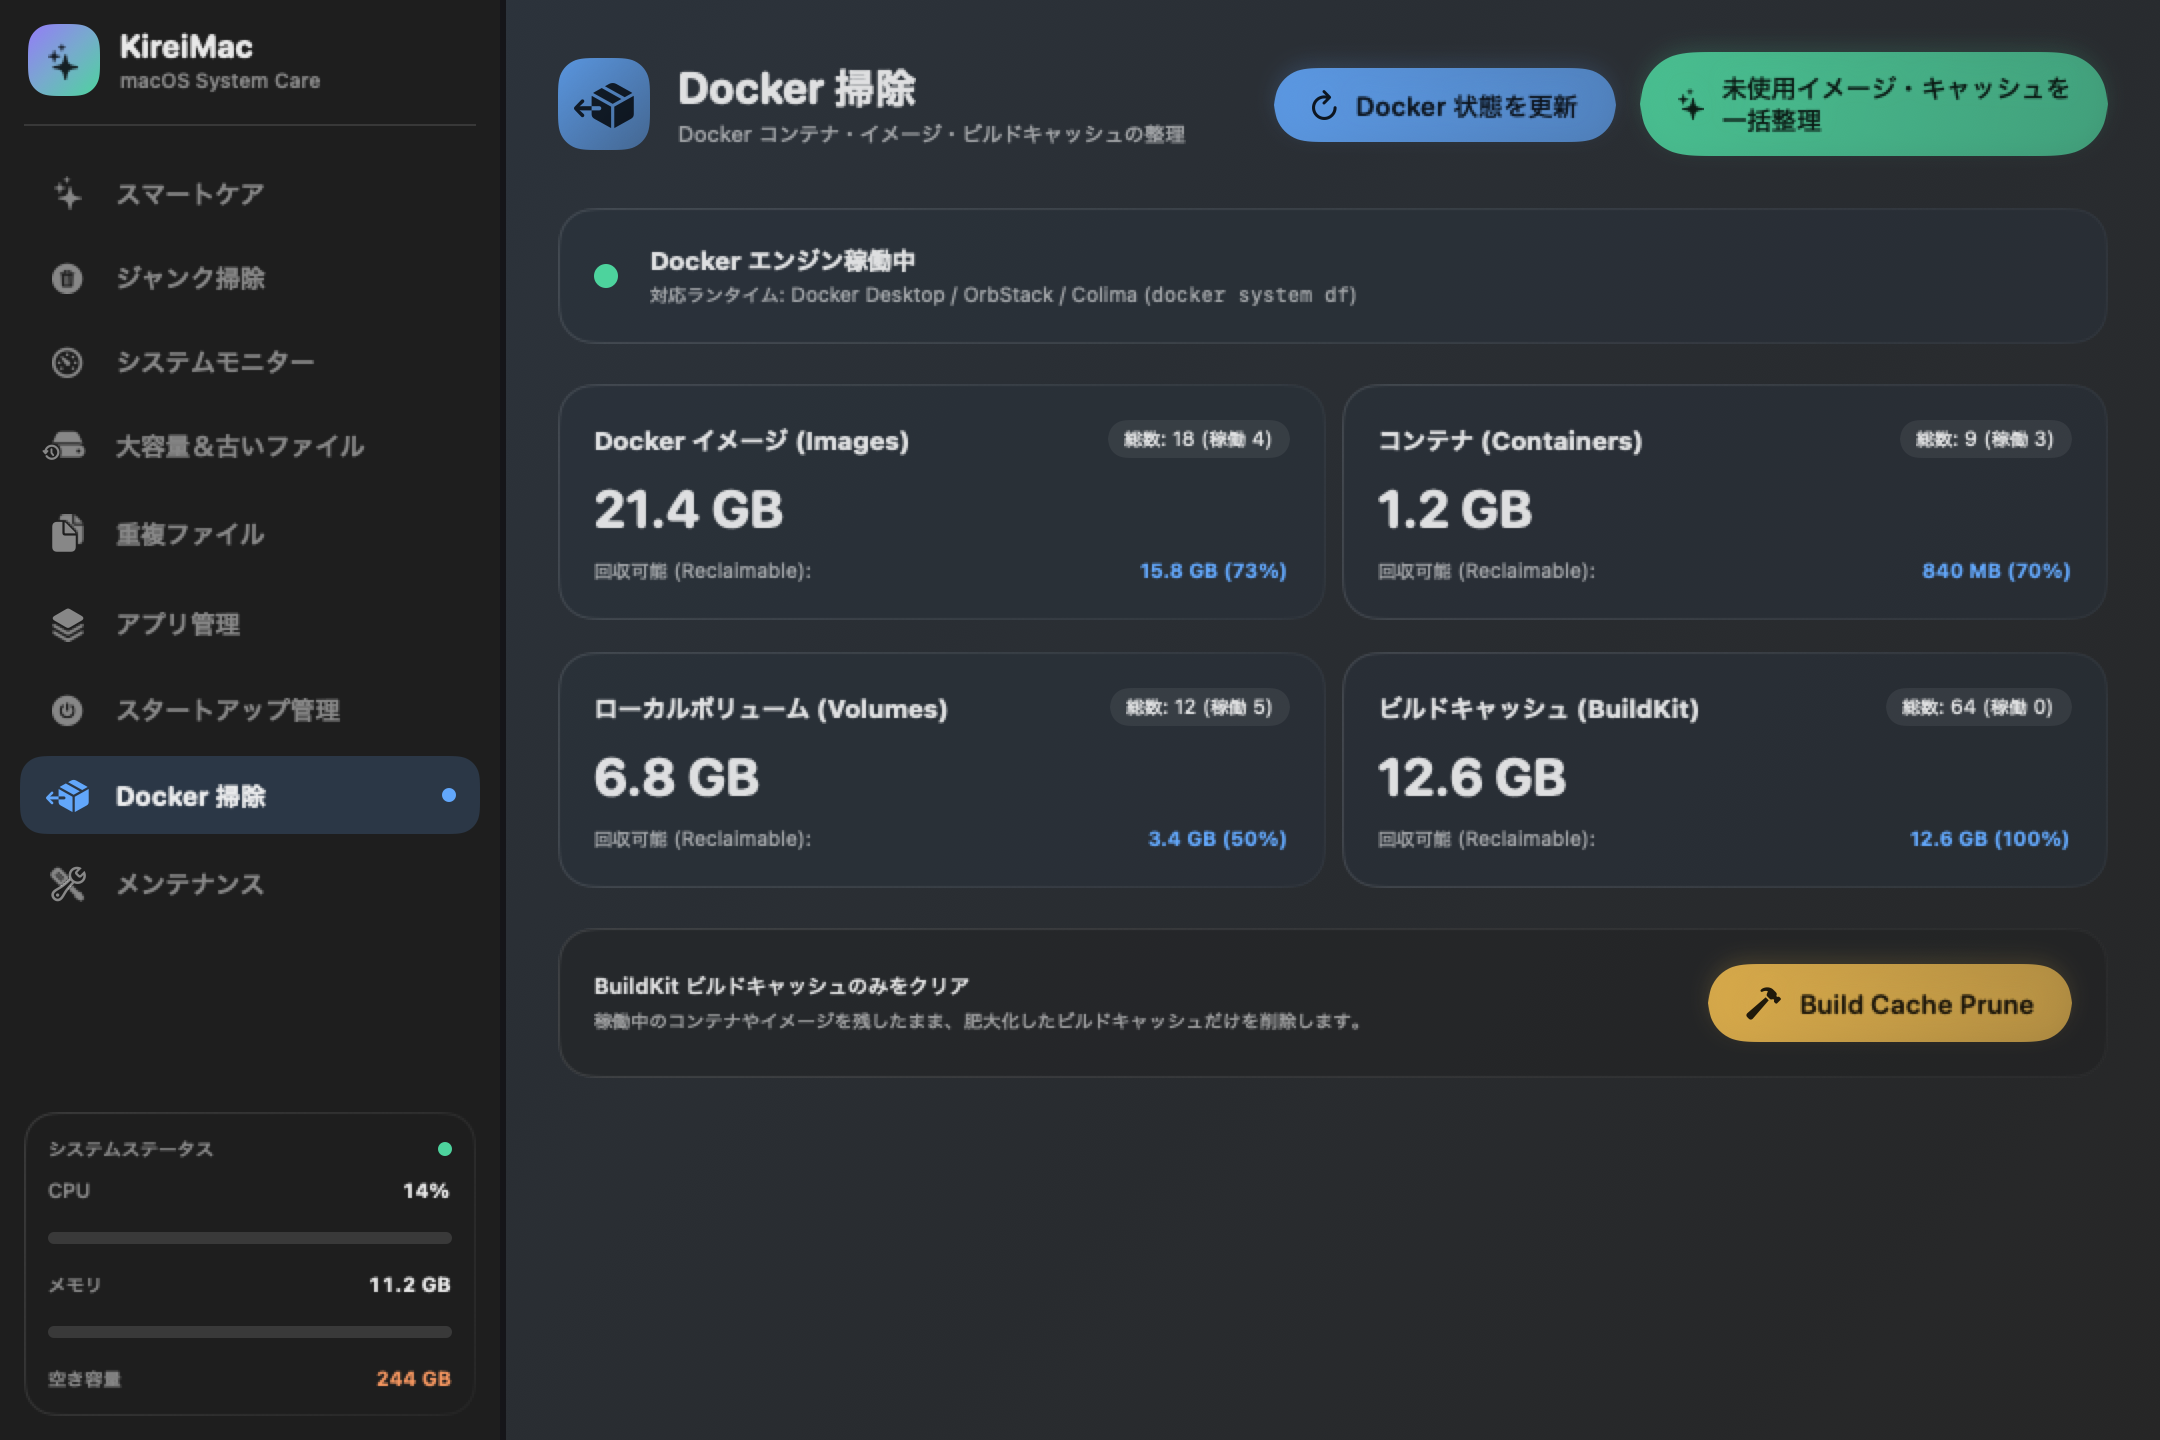 KireiMac
macOS System Care
スマートケア
ジャンク掃除
システムモニター
大容量&古いファイル
重複ファイル
アプリ管理
スタートアップ管理
Docker 掃除
メンテナンス
システムステータス
CPU 14%
メモリ 11.2 GB
空き容量 244 GB
Docker 掃除
Docker コンテナ・イメージ・ビルドキャッシュの整理
Docker 状態を更新
未使用イメージ・キャッシュを
一括整理
Docker エンジン稼働中
対応ランタイム: Docker Desktop / OrbStack / Colima (docker system df)
Docker イメージ (Images) 総数: 18 (稼働 4)
21.4 GB
回収可能 (Reclaimable): 15.8 GB (73%)
コンテナ (Containers) 総数: 9 (稼働 3)
1.2 GB
回収可能 (Reclaimable): 840 MB (70%)
ローカルボリューム (Volumes) 総数: 12 (稼働 5)
6.8 GB
回収可能 (Reclaimable): 3.4 GB (50%)
ビルドキャッシュ (BuildKit) 総数: 64 (稼働 0)
12.6 GB
回収可能 (Reclaimable): 12.6 GB (100%)
BuildKit ビルドキャッシュのみをクリア
稼働中のコンテナやイメージを残したまま、肥大化したビルドキャッシュだけを削除します。
Build Cache Prune